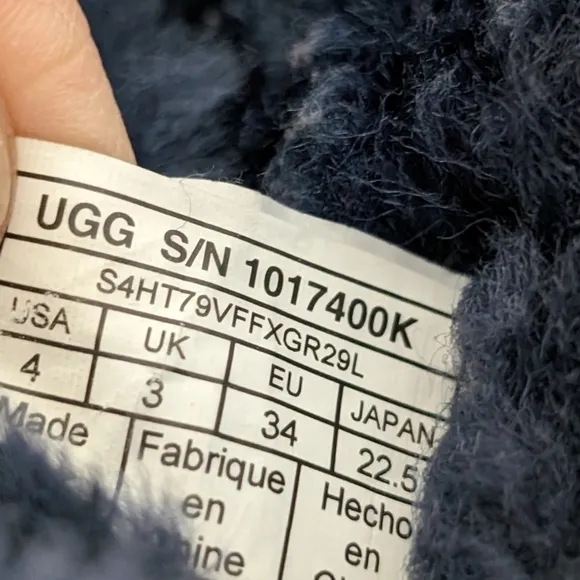 UGG S/N 1017400K
S4HT79VFFXGR29L
USA UK EU JAPAN
4 3 34 22.5
Made Fabrique Hecho
en en